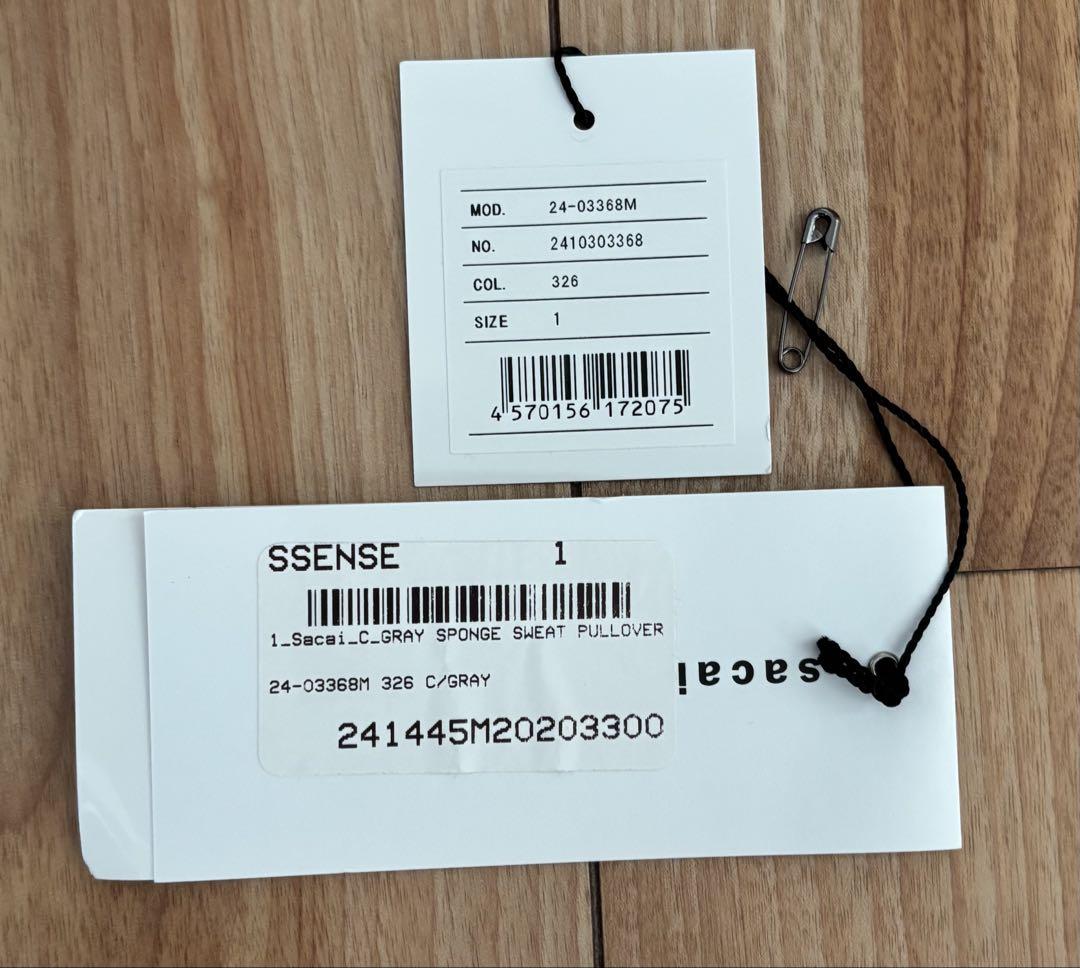 MOD. 24-03368M
NO. 2410303368
COL. 326
SIZE 1
4 570156 172075
SSENSE 1
1_Sacai_C_GRAY SPONGE SWEAT PULLOVER
24-03368M 326 C/GRAY
241445M20203300
sacai